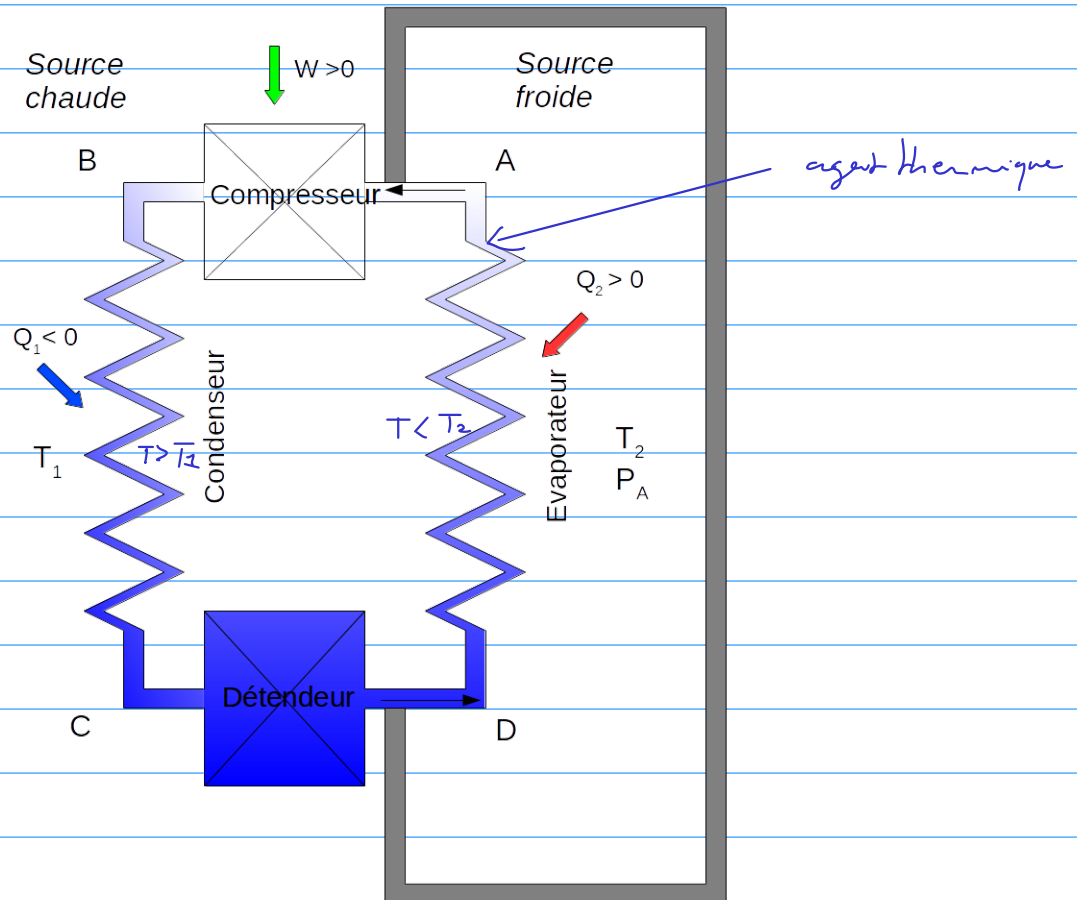 Source
chaude
W >0
Source
froide
B
A
agent thermique
Compresseur
Q2 > 0
Q1< 0
Condenseur
Evaporateur
T< T2
T2
T1
T>T1
PA
Détendeur
C
D